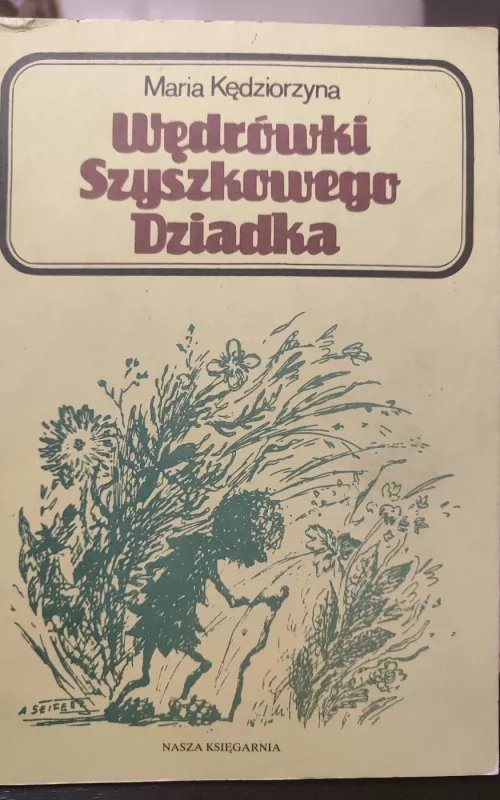 Maria Kędziorzyna
Wędrówki
Szyszkowego
Dziadka
A SEIFERT
NASZA KSIĘGARNIA